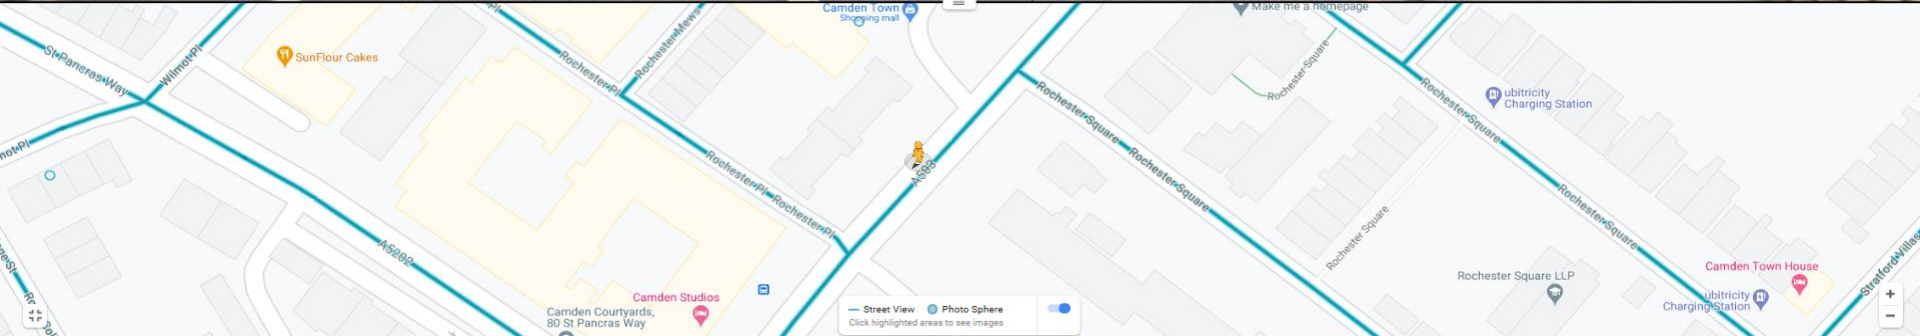 Camden Town
Shopping mall
Make me a homepage
SunFlour Cakes
St Pancras Way
Wilmot Pl
Rochester Pl
Rochester Mews
Rochester Square
Rochester Square
ubitricity
Charging Station
Rochester Square
Rochester Square
Rochester Pl
Rochester Pl
A503
Rochester Square
Rochester Square
Rochester Square
A5202
Camden Studios
Camden Courtyards,
80 St Pancras Way
Street View
Photo Sphere
Click highlighted areas to see images
Rochester Square LLP
Camden Town House
ubitricity
Charging Station
Stratford Villas